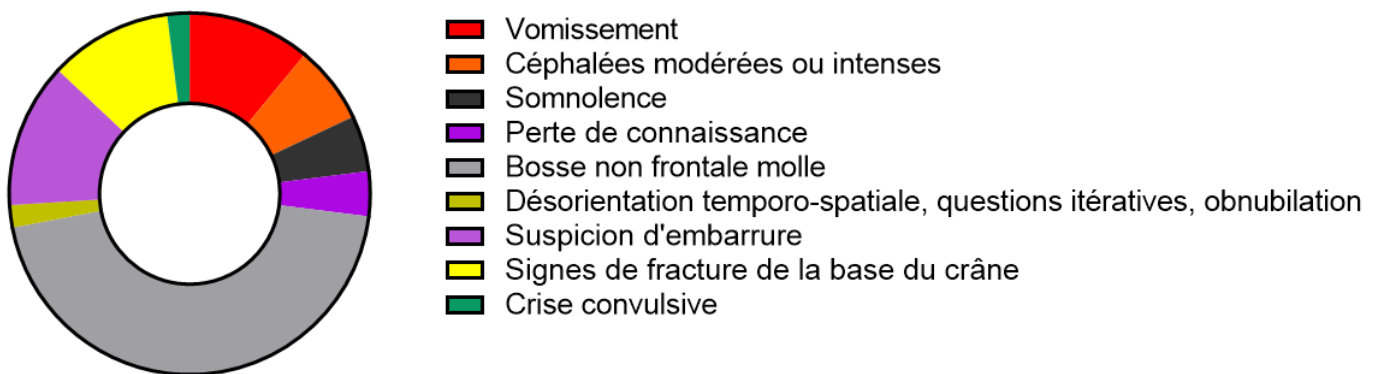 Vomissement
Céphalées modérées ou intenses
Somnolence
Perte de connaissance
Bosse non frontale molle
Désorientation temporo-spatiale, questions itératives, obnubilation
Suspicion d'embarrure
Signes de fracture de la base du crâne
Crise convulsive